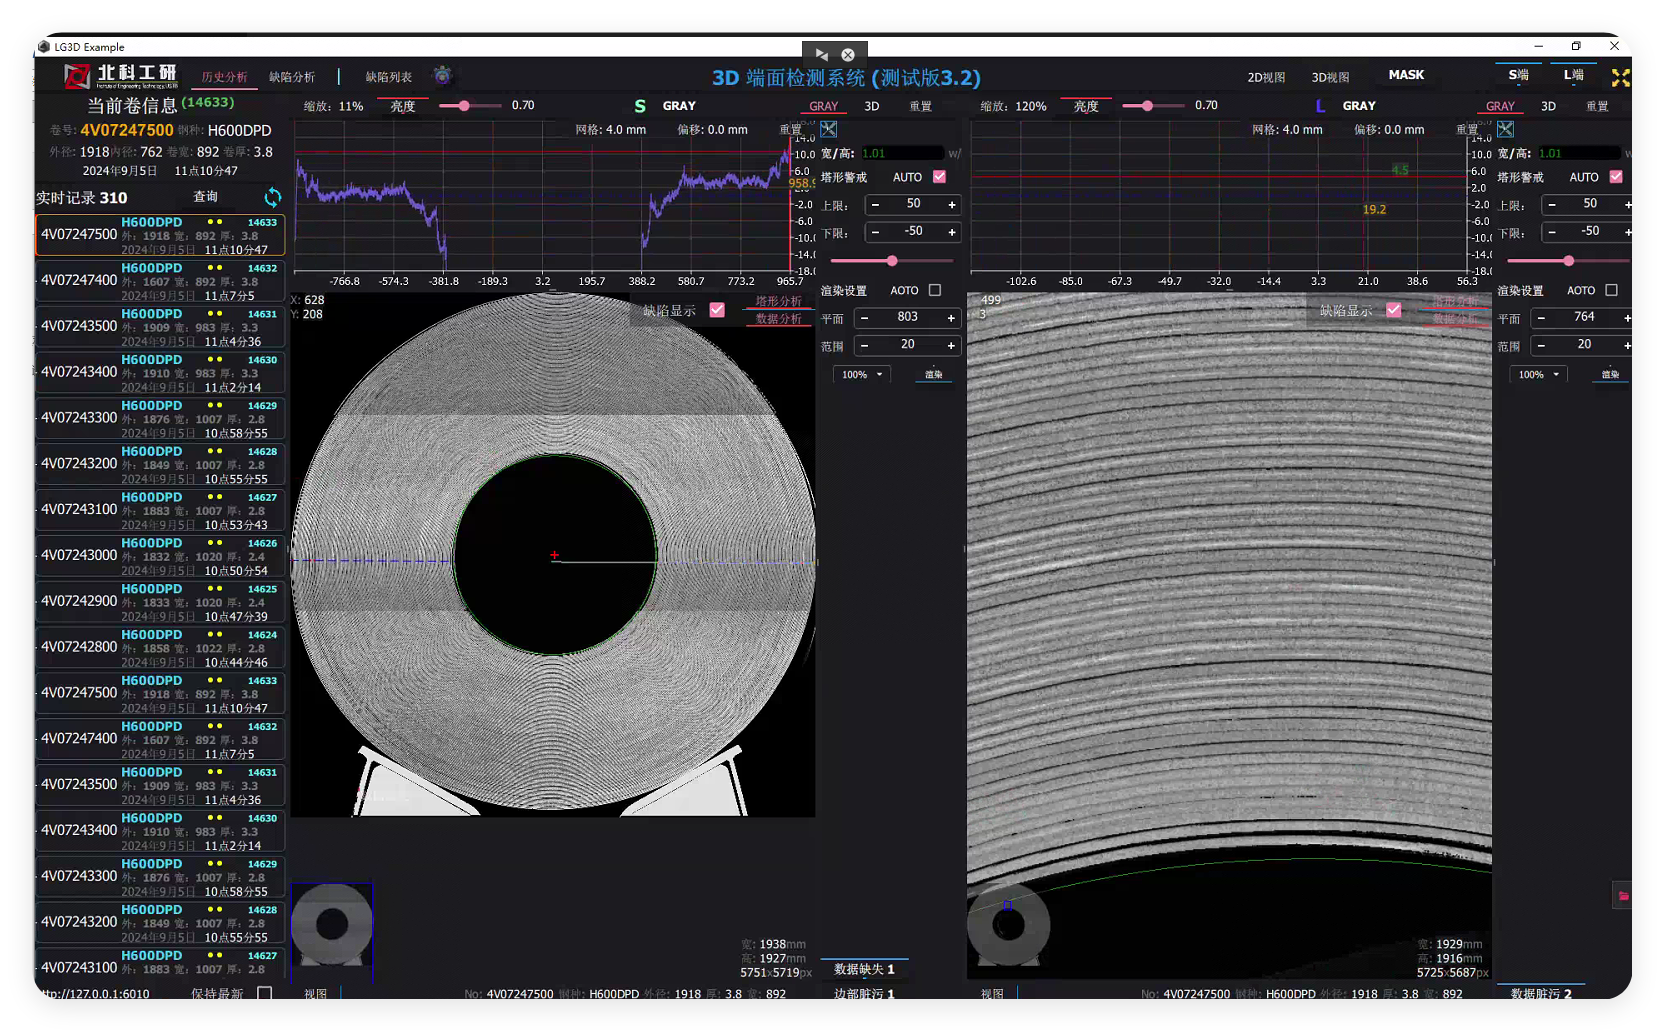 LG3D Example
北科工研
历史分析 缺陷分析 缺陷列表
3D 端面检测系统 (测试版3.2)
2D视图 3D视图 MASK S端 L端
当前卷信息 (14633)
卷号: 4V07247500 钢种: H600DPD
外径: 1918 内径: 762 卷宽: 892 卷厚: 3.8
2024年9月5日 11点10分47
实时记录 310 查询
4V07247500 H600DPD 14633
外: 1918 宽: 892 厚: 3.8
2024年9月5日 11点10分47
4V07247400 H600DPD 14632
外: 1607 宽: 892 厚: 3.8
2024年9月5日 11点7分5
4V07243500 H600DPD 14631
外: 1909 宽: 983 厚: 3.3
2024年9月5日 11点4分36
4V07243400 H600DPD 14630
外: 1910 宽: 983 厚: 3.3
2024年9月5日 11点2分14
4V07243300 H600DPD 14629
外: 1876 宽: 1007 厚: 2.8
2024年9月5日 10点58分55
4V07243200 H600DPD 14628
外: 1849 宽: 1007 厚: 2.8
2024年9月5日 10点55分55
4V07243100 H600DPD 14627
外: 1883 宽: 1007 厚: 2.8
2024年9月5日 10点53分43
4V07243000 H600DPD 14626
外: 1832 宽: 1020 厚: 2.4
2024年9月5日 10点50分54
4V07242900 H600DPD 14625
外: 1833 宽: 1020 厚: 2.4
2024年9月5日 10点47分39
4V07242800 H600DPD 14624
外: 1858 宽: 1022 厚: 2.8
2024年9月5日 10点44分46
4V07247500 H600DPD 14633
外: 1918 宽: 892 厚: 3.8
2024年9月5日 11点10分47
4V07247400 H600DPD 14632
外: 1607 宽: 892 厚: 3.8
2024年9月5日 11点7分5
4V07243500 H600DPD 14631
外: 1909 宽: 983 厚: 3.3
2024年9月5日 11点4分36
4V07243400 H600DPD 14630
外: 1910 宽: 983 厚: 3.3
2024年9月5日 11点2分14
4V07243300 H600DPD 14629
外: 1876 宽: 1007 厚: 2.8
2024年9月5日 10点58分55
4V07243200 H600DPD 14628
外: 1849 宽: 1007 厚: 2.8
2024年9月5日 10点55分55
4V07243100 H600DPD 14627
外: 1883 宽: 1007 厚: 2.8
ttp://127.0.0.1:6010 保持最新
缩放: 11% 亮度 0.70 S GRAY GRAY 3D 重置
网格: 4.0 mm 偏移: 0.0 mm 重置
14.0
10.0
6.0
2.0
-2.0
-6.0
-10.0
-14.0
-18.0
-766.8 -574.3 -381.8 -189.3 3.2 195.7 388.2 580.7 773.2 965.7
X: 628
Y: 208
缺陷显示 塔形分析
数据分析
宽/高: 1.01 w/
塔形警戒 AUTO
上限: − 50 +
下限: − -50 +
渲染设置 AOTO
平面 − 803 +
范围 − 20 +
100% 渲染
宽: 1938mm
高: 1927mm
5751x5719px
数据缺失 1
边部脏污 1
视图 No: 4V07247500 钢种: H600DPD 外径: 1918 厚: 3.8 宽: 892
缩放: 120% 亮度 0.70 L GRAY GRAY 3D 重置
网格: 4.0 mm 偏移: 0.0 mm 重置
14.0
10.0
6.0
2.0
-2.0
-6.0
-10.0
-14.0
-18.0
4.5
19.2
-102.6 -85.0 -67.3 -49.7 -32.0 -14.4 3.3 21.0 38.6 56.3
499
3
缺陷显示 塔形分析
数据分析
宽/高: 1.01 w
塔形警戒 AUTO
上限: − 50 +
下限: − -50 +
渲染设置 AOTO
平面 − 764 +
范围 − 20 +
100% 渲染
宽: 1929mm
高: 1916mm
5725x5687px
数据脏污 2
视图 No: 4V07247500 钢种: H600DPD 外径: 1918 厚: 3.8 宽: 892